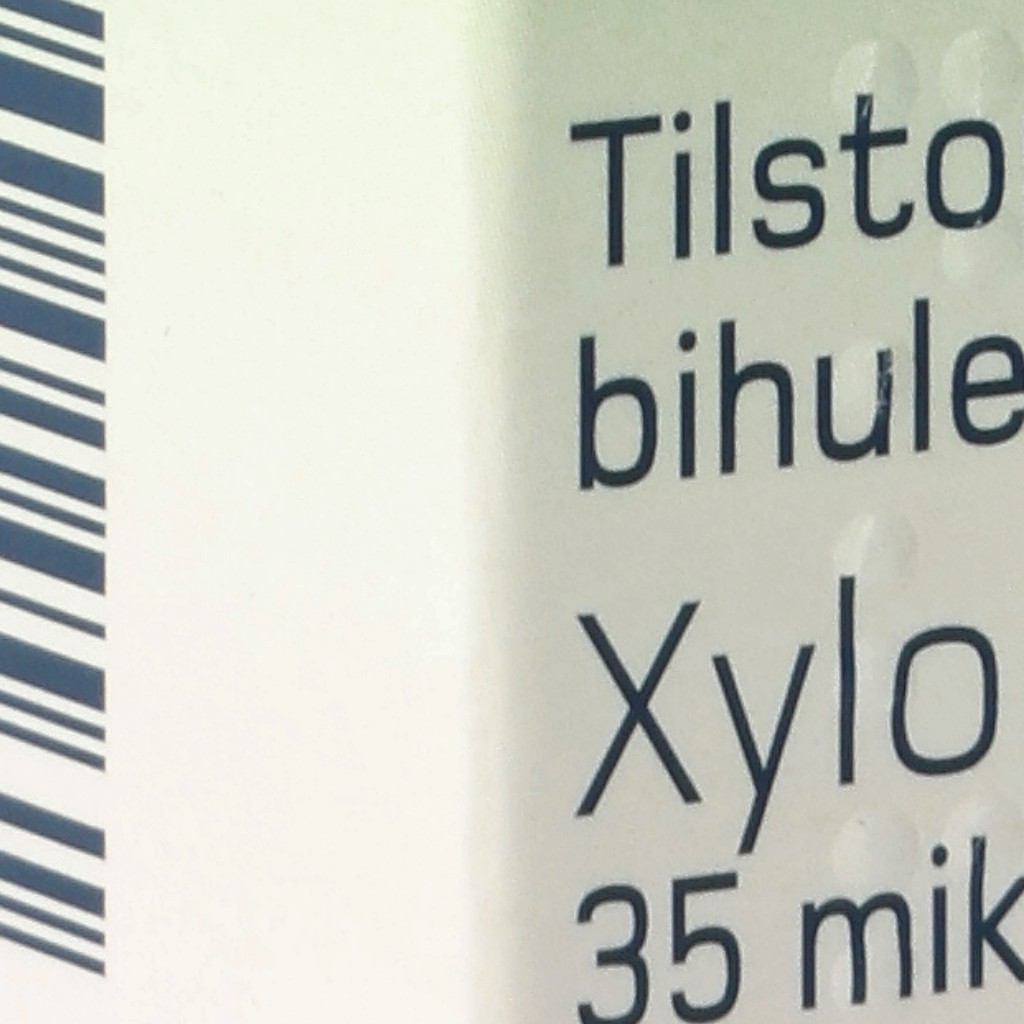 Tilsto
bihule
Xylo
35 mik